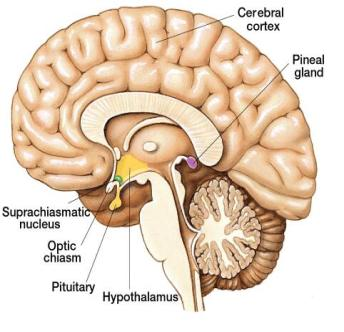 Cerebral
cortex
Pineal
gland
Suprachiasmatic
nucleus
Optic
chiasm
Pituitary
Hypothalamus